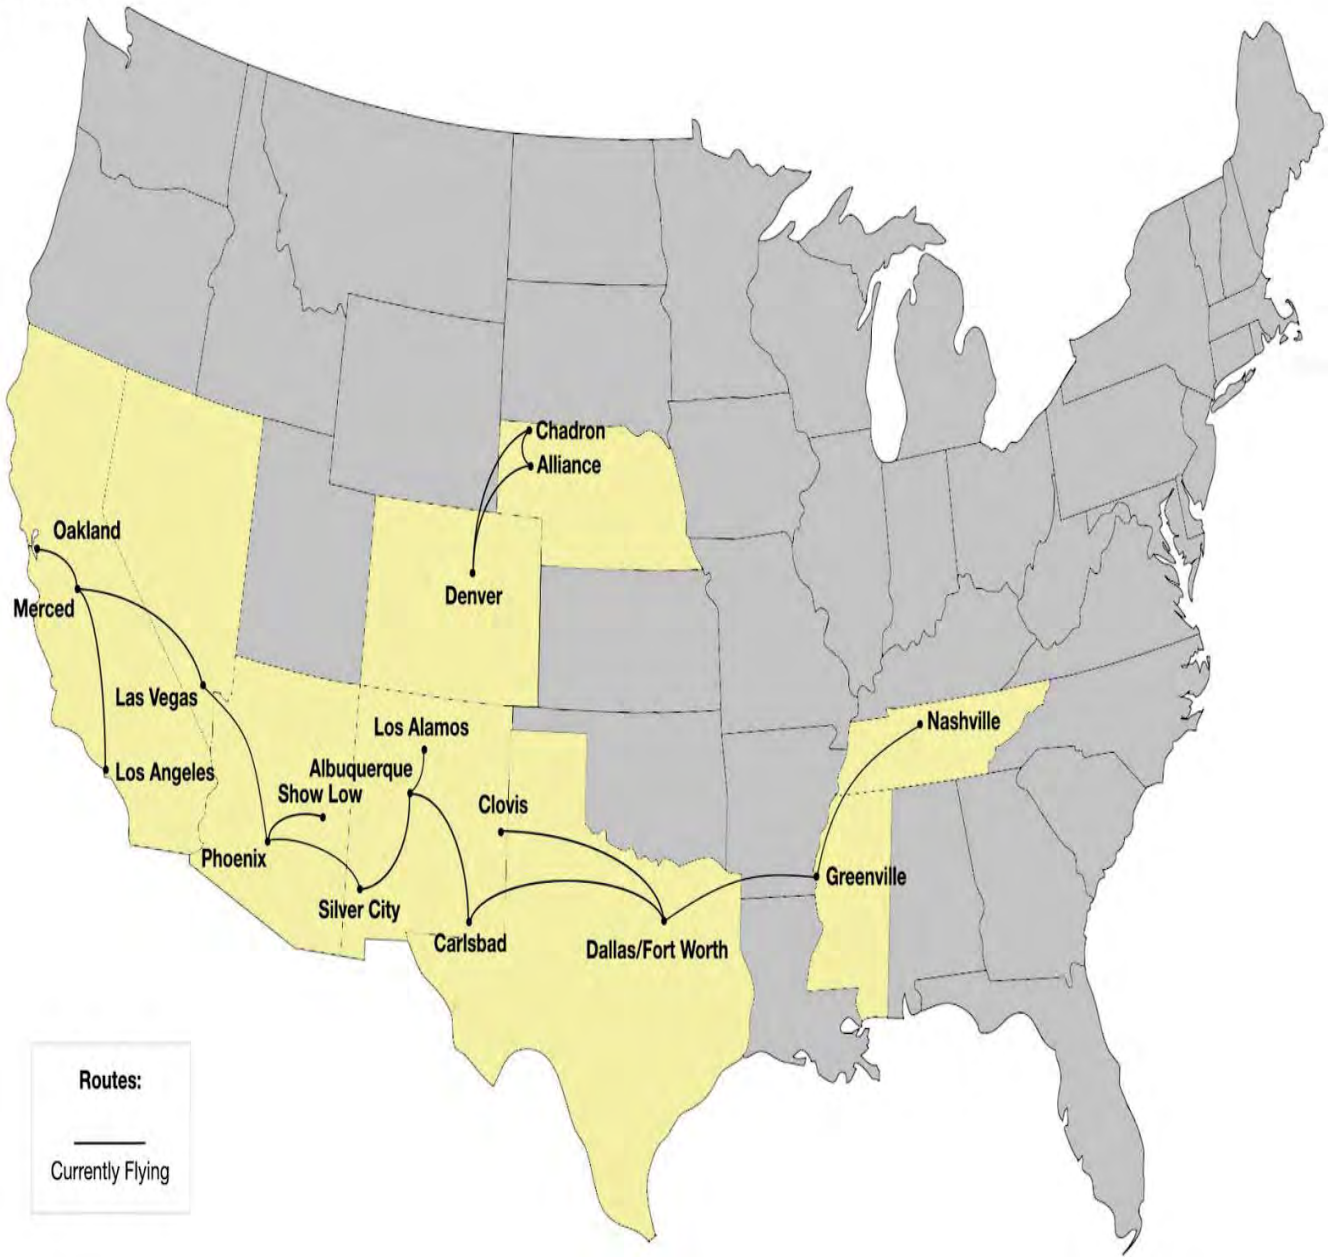 Chadron
Alliance
Oakland
Denver
Merced
Las Vegas
Nashville
Los Alamos
Los Angeles
Albuquerque
Show Low
Clovis
Phoenix
Greenville
Silver City
Carlsbad
Dallas/Fort Worth
Routes:
Currently Flying